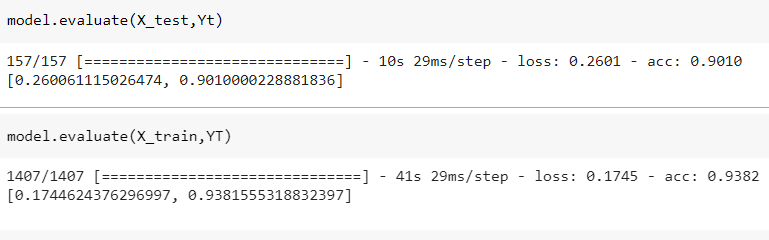 model.evaluate(X_test,Yt)
157/157 [==============================] - 10s 29ms/step - loss: 0.2601 - acc: 0.9010
[0.260061115026474, 0.9010000228881836]
model.evaluate(X_train,YT)
1407/1407 [==============================] - 41s 29ms/step - loss: 0.1745 - acc: 0.9382
[0.1744624376296997, 0.9381555318832397]